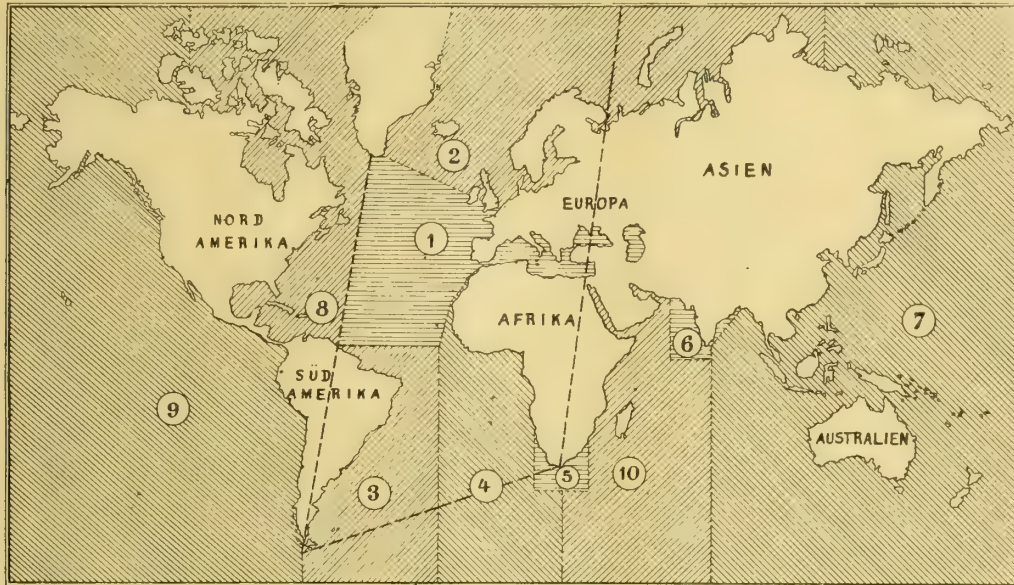 2
ASIEN
EUROPA
NORD
AMERIKA
1
8
AFRIKA
6
7
SÜD
AMERIKA
9
AUSTRALIEN
3
4
5
10